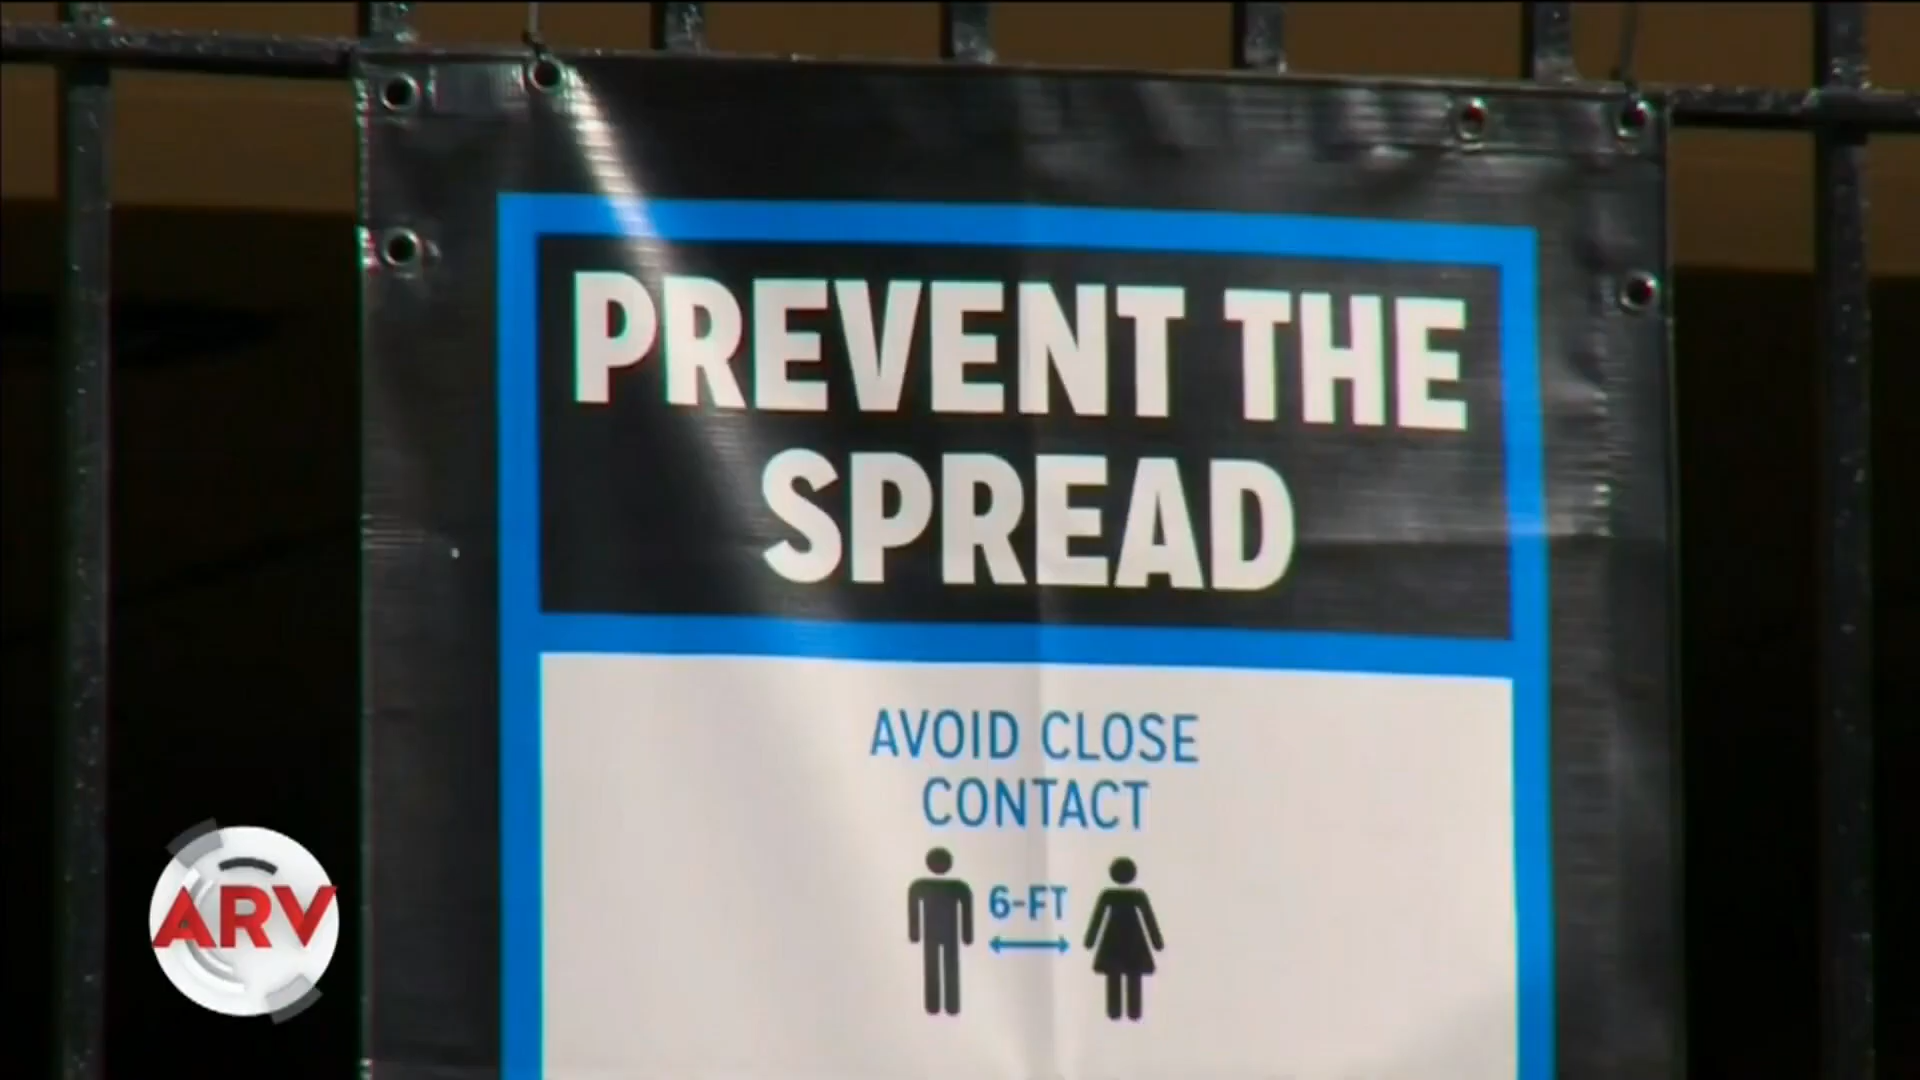 PREVENT THE
SPREAD
AVOID CLOSE
CONTACT
6-FT
ARV